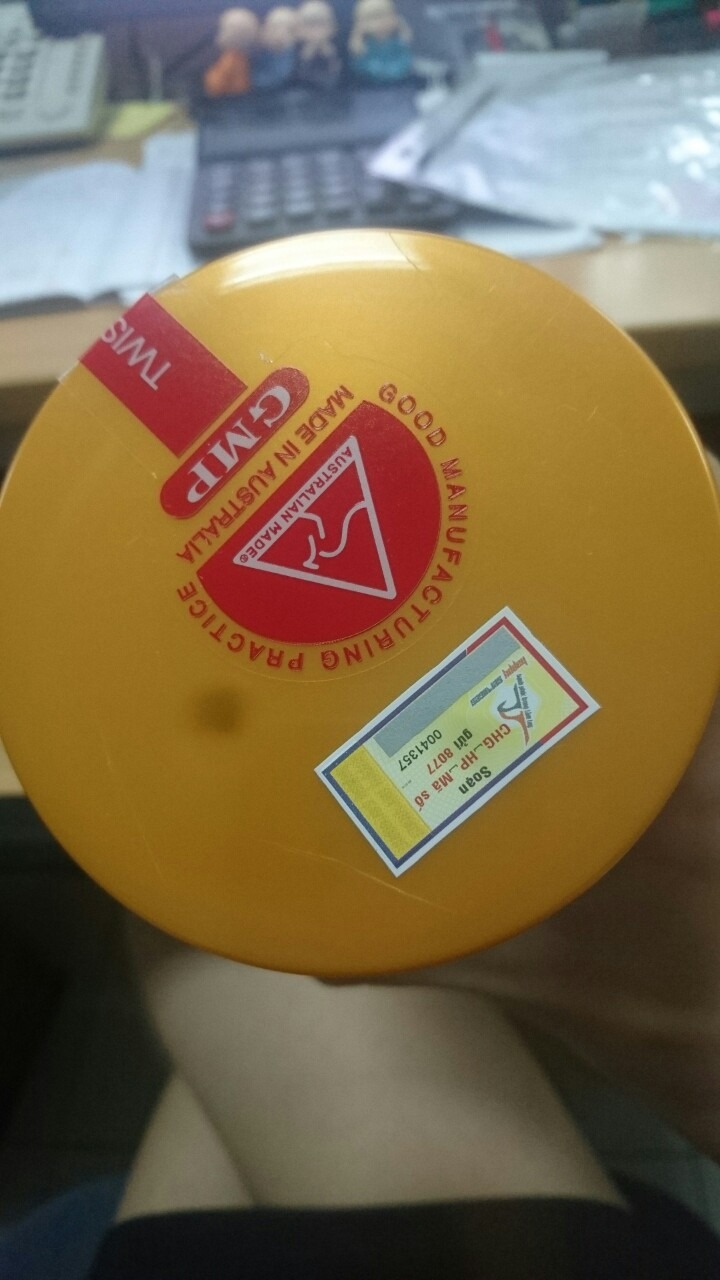 TWIS
GMP
MADE IN AUSTRALIA
AUSTRALIAN MADE®
GOOD MANUFACTURING PRACTICE
Soạn
CHG_HP_Mã số
gửi 8077
0041357